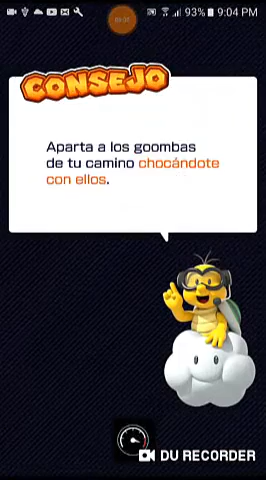 93% 9:04 PM
CONSEJO
Aparta a los goombas
de tu camino chocándote
con ellos.
DU RECORDER